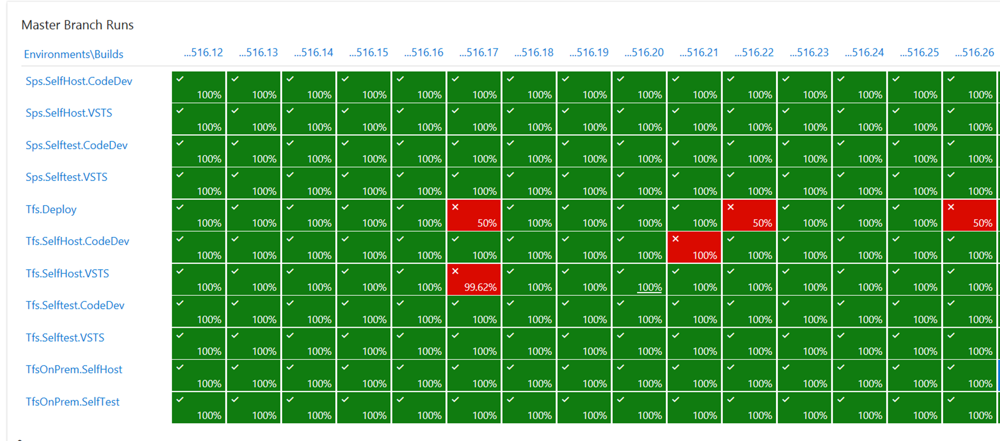 Master Branch Runs
Environments\Builds ...516.12 ...516.13 ...516.14 ...516.15 ...516.16 ...516.17 ...516.18 ...516.19 ...516.20 ...516.21 ...516.22 ...516.23 ...516.24 ...516.25 ...516.26
Sps.SelfHost.CodeDev 100% 100% 100% 100% 100% 100% 100% 100% 100% 100% 100% 100% 100% 100% 100%
Sps.SelfHost.VSTS 100% 100% 100% 100% 100% 100% 100% 100% 100% 100% 100% 100% 100% 100% 100%
Sps.Selftest.CodeDev 100% 100% 100% 100% 100% 100% 100% 100% 100% 100% 100% 100% 100% 100% 100%
Sps.Selftest.VSTS 100% 100% 100% 100% 100% 100% 100% 100% 100% 100% 100% 100% 100% 100% 100%
Tfs.Deploy 100% 100% 100% 100% 100% 50% 100% 100% 100% 100% 50% 100% 100% 100% 50%
Tfs.SelfHost.CodeDev 100% 100% 100% 100% 100% 100% 100% 100% 100% 100% 100% 100% 100% 100% 100%
Tfs.SelfHost.VSTS 100% 100% 100% 100% 100% 99.62% 100% 100% 100% 100% 100% 100% 100% 100% 100%
Tfs.Selftest.CodeDev 100% 100% 100% 100% 100% 100% 100% 100% 100% 100% 100% 100% 100% 100% 100%
Tfs.Selftest.VSTS 100% 100% 100% 100% 100% 100% 100% 100% 100% 100% 100% 100% 100% 100% 100%
TfsOnPrem.SelfHost 100% 100% 100% 100% 100% 100% 100% 100% 100% 100% 100% 100% 100% 100% 100%
TfsOnPrem.SelfTest 100% 100% 100% 100% 100% 100% 100% 100% 100% 100% 100% 100% 100% 100% 100%